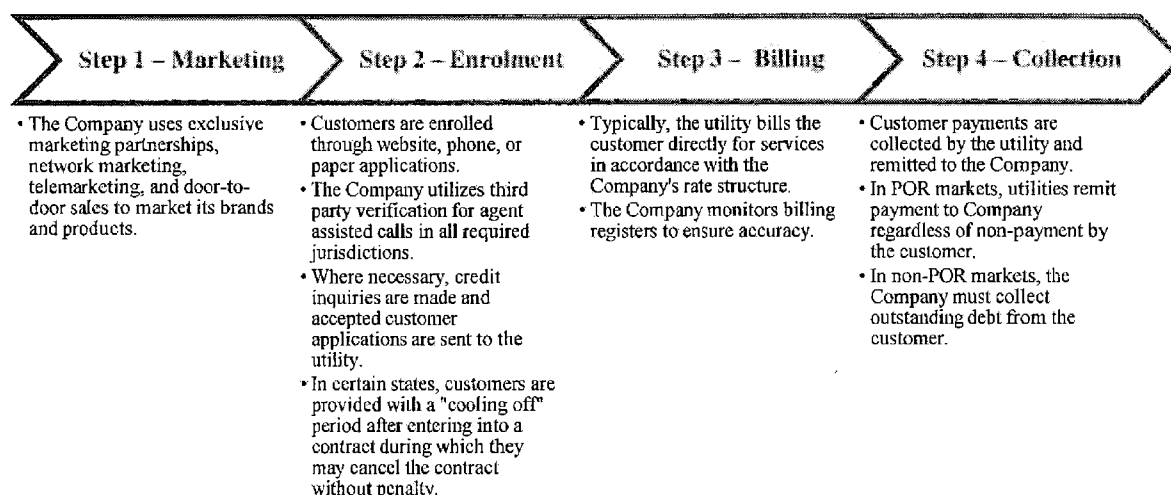 Step 1 – Marketing
Step 2 – Enrolment
Step 3 – Billing
Step 4 – Collection
• The Company uses exclusive
marketing partnerships,
network marketing,
telemarketing, and door-to-
door sales to market its brands
and products.
• Customers are enrolled
through website, phone, or
paper applications.
• The Company utilizes third
party verification for agent
assisted calls in all required
jurisdictions.
• Where necessary, credit
inquiries are made and
accepted customer
applications are sent to the
utility.
• In certain states, customers are
provided with a "cooling off"
period after entering into a
contract during which they
may cancel the contract
without penalty.
• Typically, the utility bills the
customer directly for services
in accordance with the
Company's rate structure.
• The Company monitors billing
registers to ensure accuracy.
• Customer payments are
collected by the utility and
remitted to the Company.
• In POR markets, utilities remit
payment to Company
regardless of non-payment by
the customer.
• In non-POR markets, the
Company must collect
outstanding debt from the
customer.